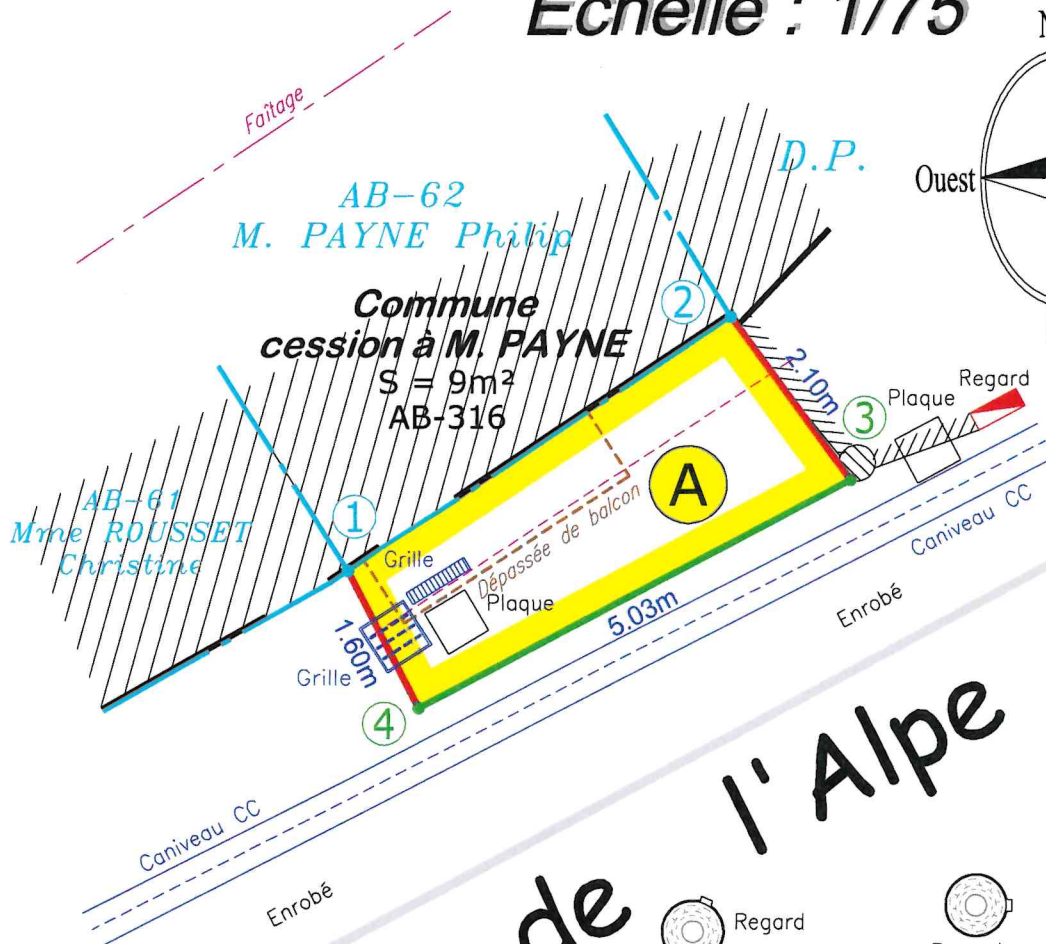 Echelle : 1/75
N
Faîtage
D.P.
Ouest
AB-62
M. PAYNE Philip
Commune
cession à M. PAYNE
S = 9m²
AB-316
2
2.10m
Regard
Plaque
3
A
AB-61
Mme ROUSSET
Christine
1
Grille
Dépassée de balcon
Plaque
Caniveau CC
5.03m
Enrobé
1.60m
Grille
4
l'Alpe
Caniveau CC
Enrobé
de
Regard